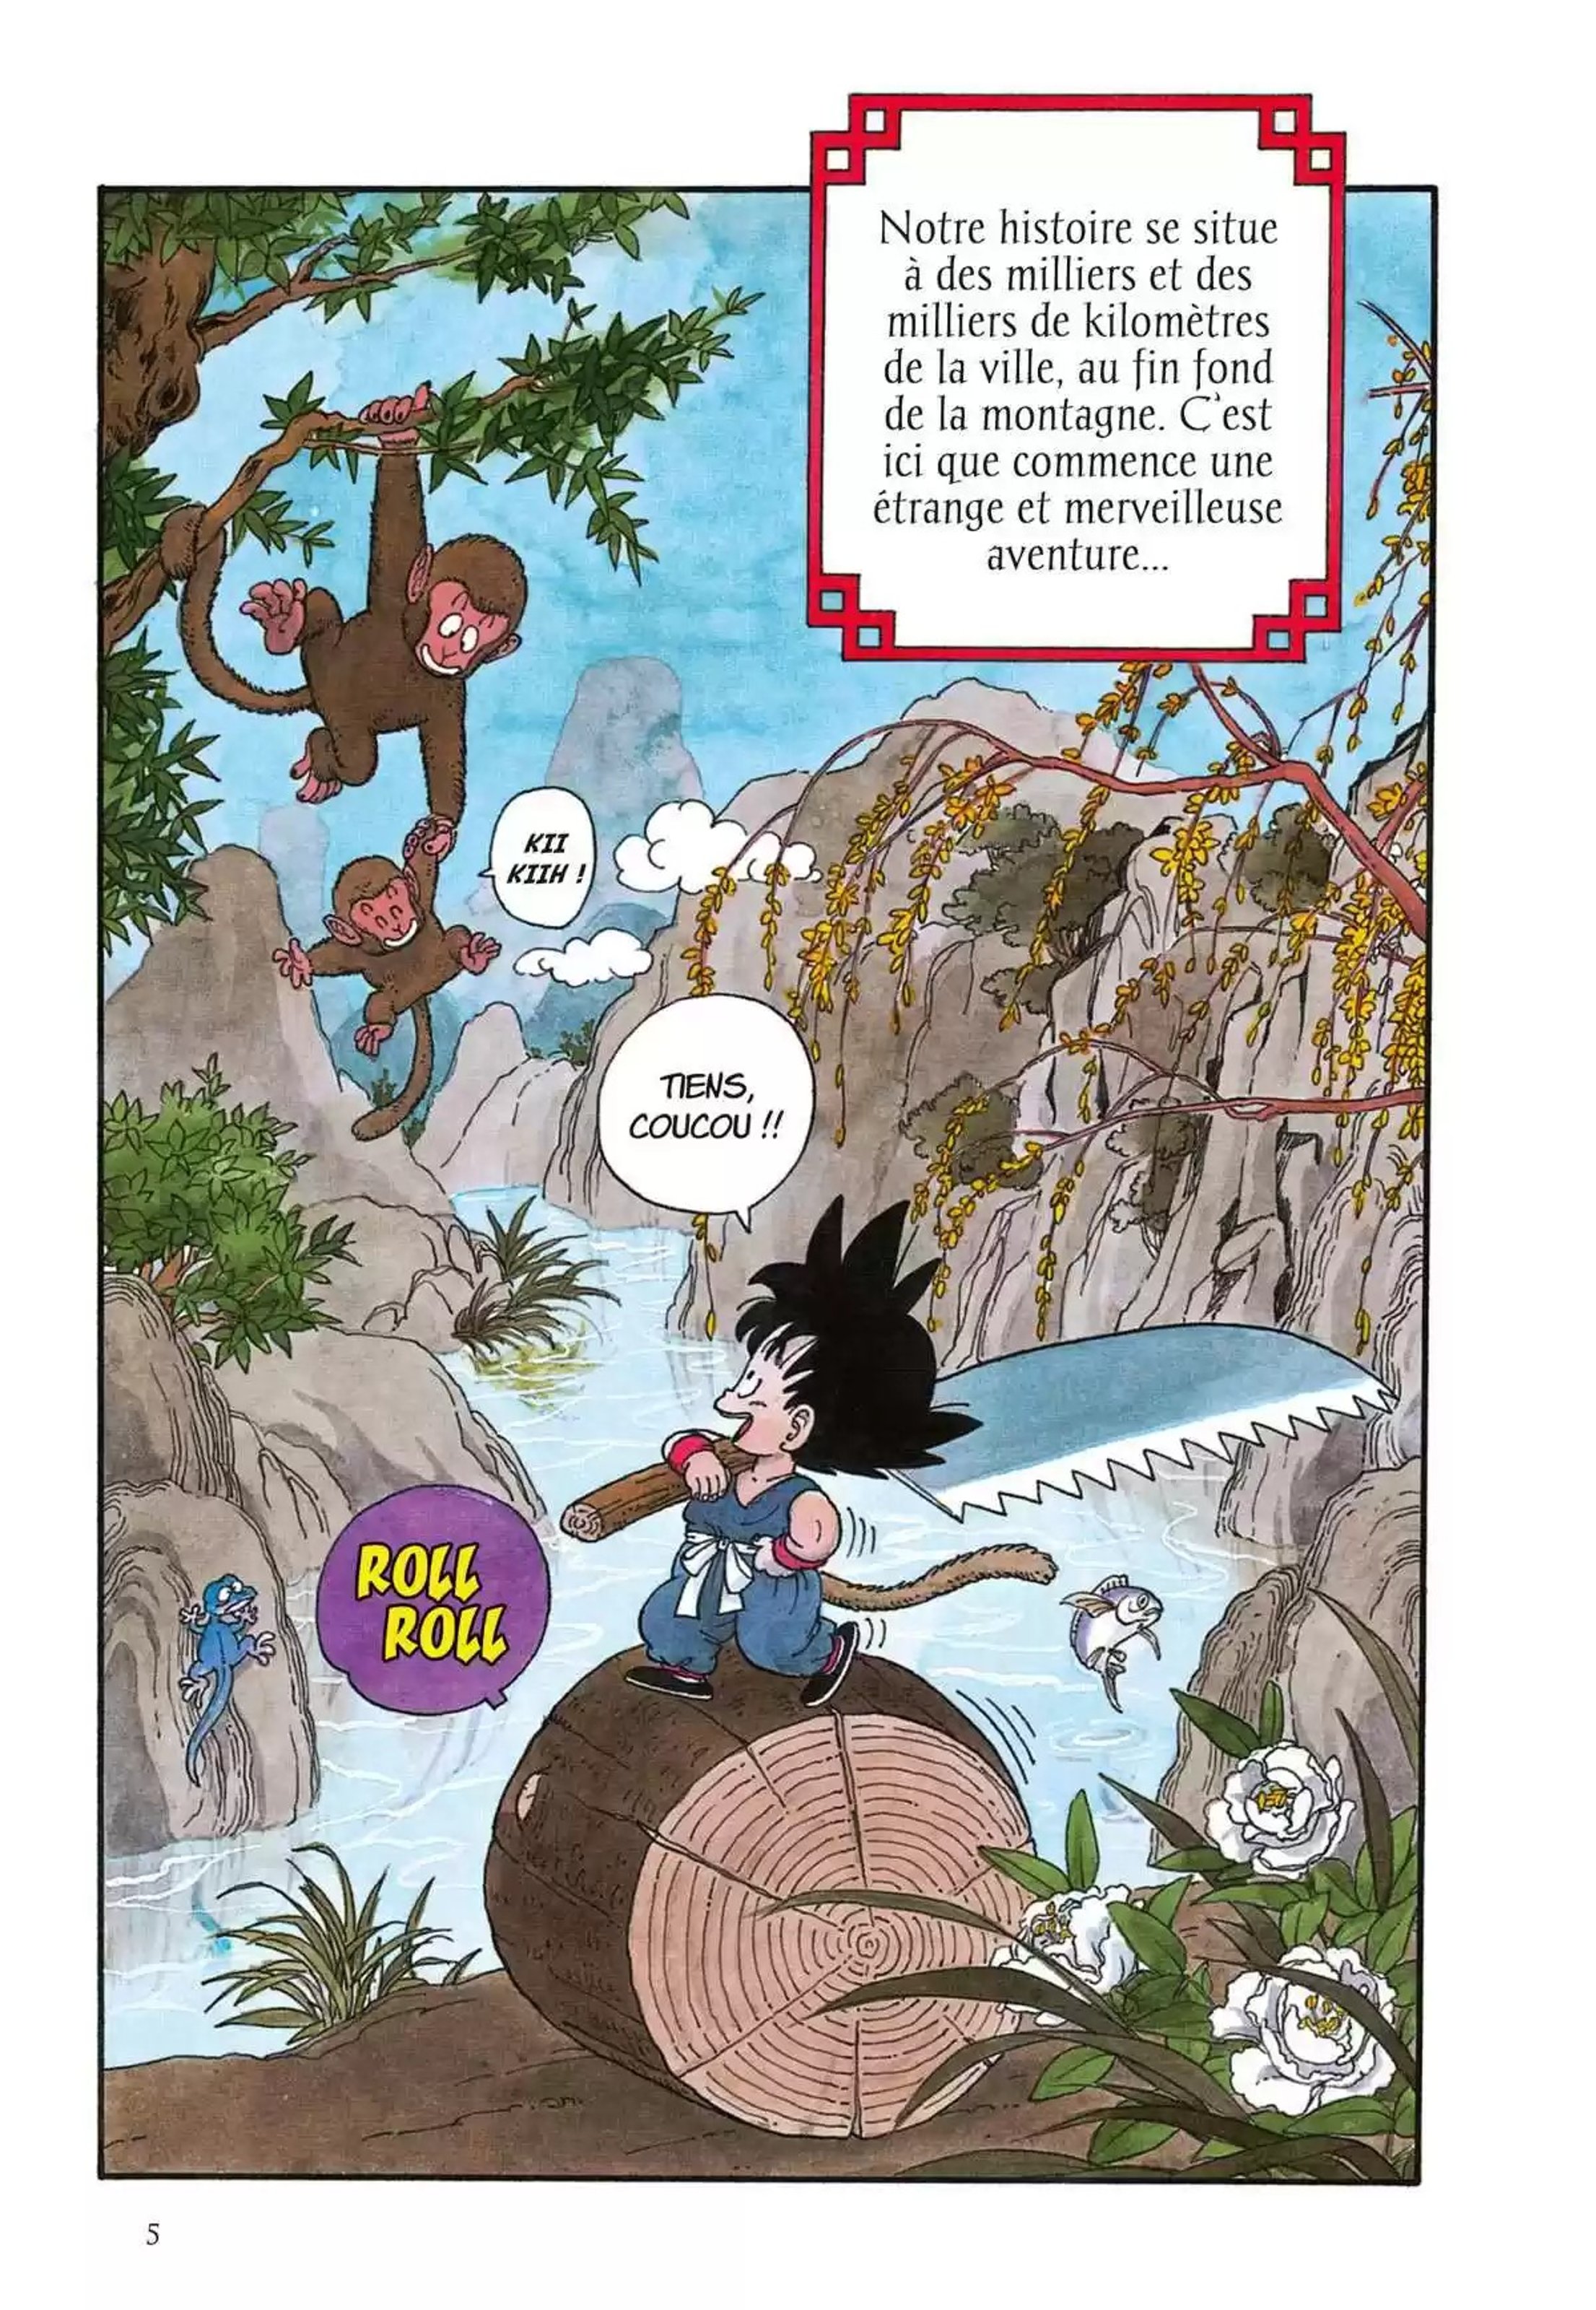 Notre histoire se situe
à des milliers et des
milliers de kilomètres
de la ville, au fin fond
de la montagne. C'est
ici que commence une
étrange et merveilleuse
aventure...
KII
KIIH !
TIENS,
COUCOU !!
ROLL
ROLL
5